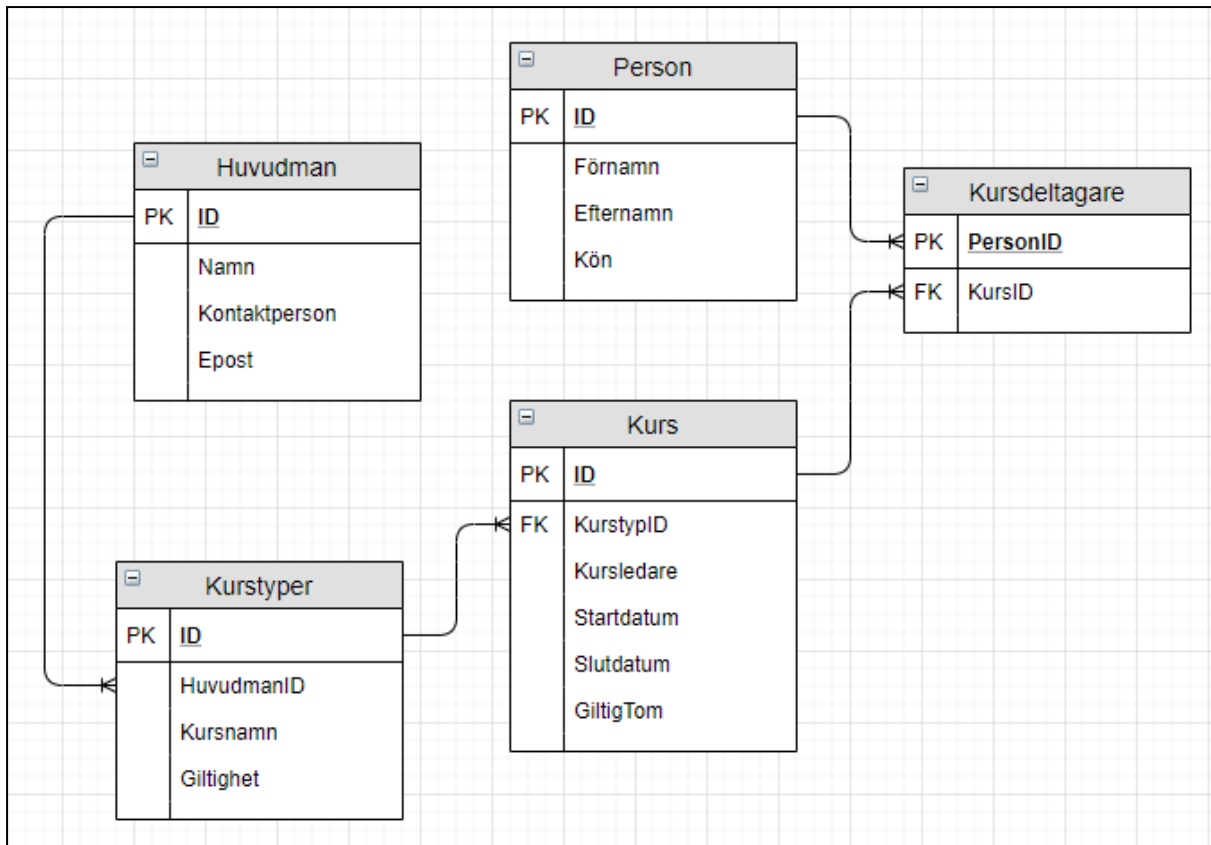 Person
PK ID
Förnamn
Efternamn
Kön
Huvudman
PK ID
Namn
Kontaktperson
Epost
Kursdeltagare
PK PersonID
FK KursID
Kurs
PK ID
FK KurstypID
Kursledare
Startdatum
Slutdatum
GiltigTom
Kurstyper
PK ID
HuvudmanID
Kursnamn
Giltighet